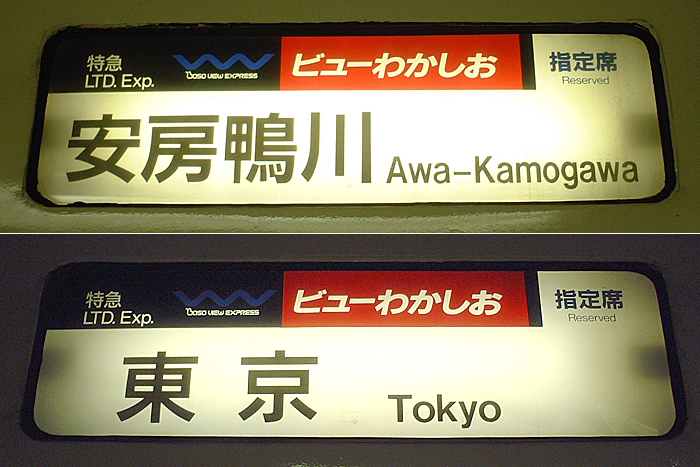 特急 ビューわかしお 指定席
LTD. Exp. BOSO VIEW EXPRESS Reserved
安房鴨川 Awa-Kamogawa
特急 ビューわかしお 指定席
LTD. Exp. BOSO VIEW EXPRESS Reserved
東京 Tokyo